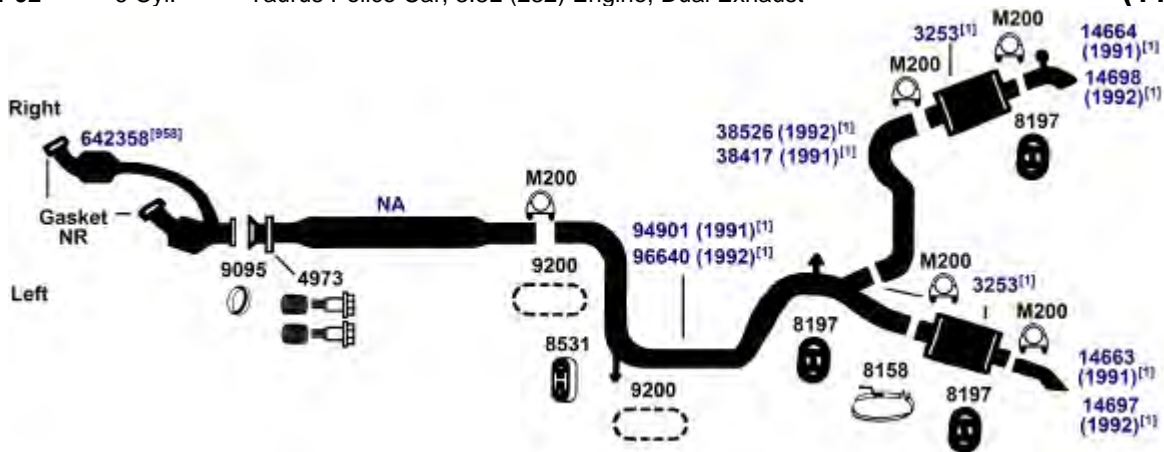 6 Cyl. Taurus Police Car, 3.8L (232) Engine, Dual Exhaust
M200
3253[1]
14664
(1991)[1]
M200
14698
(1992)[1]
Right
8197
642358[958]
38526 (1992)[1]
38417 (1991)[1]
M200
NA
Gasket
NR
94901 (1991)[1]
96640 (1992)[1]
M200
9095
4973
9200
3253[1]
Left
M200
8531
8197
14663
(1991)[1]
8158
9200
8197
14697
(1992)[1]